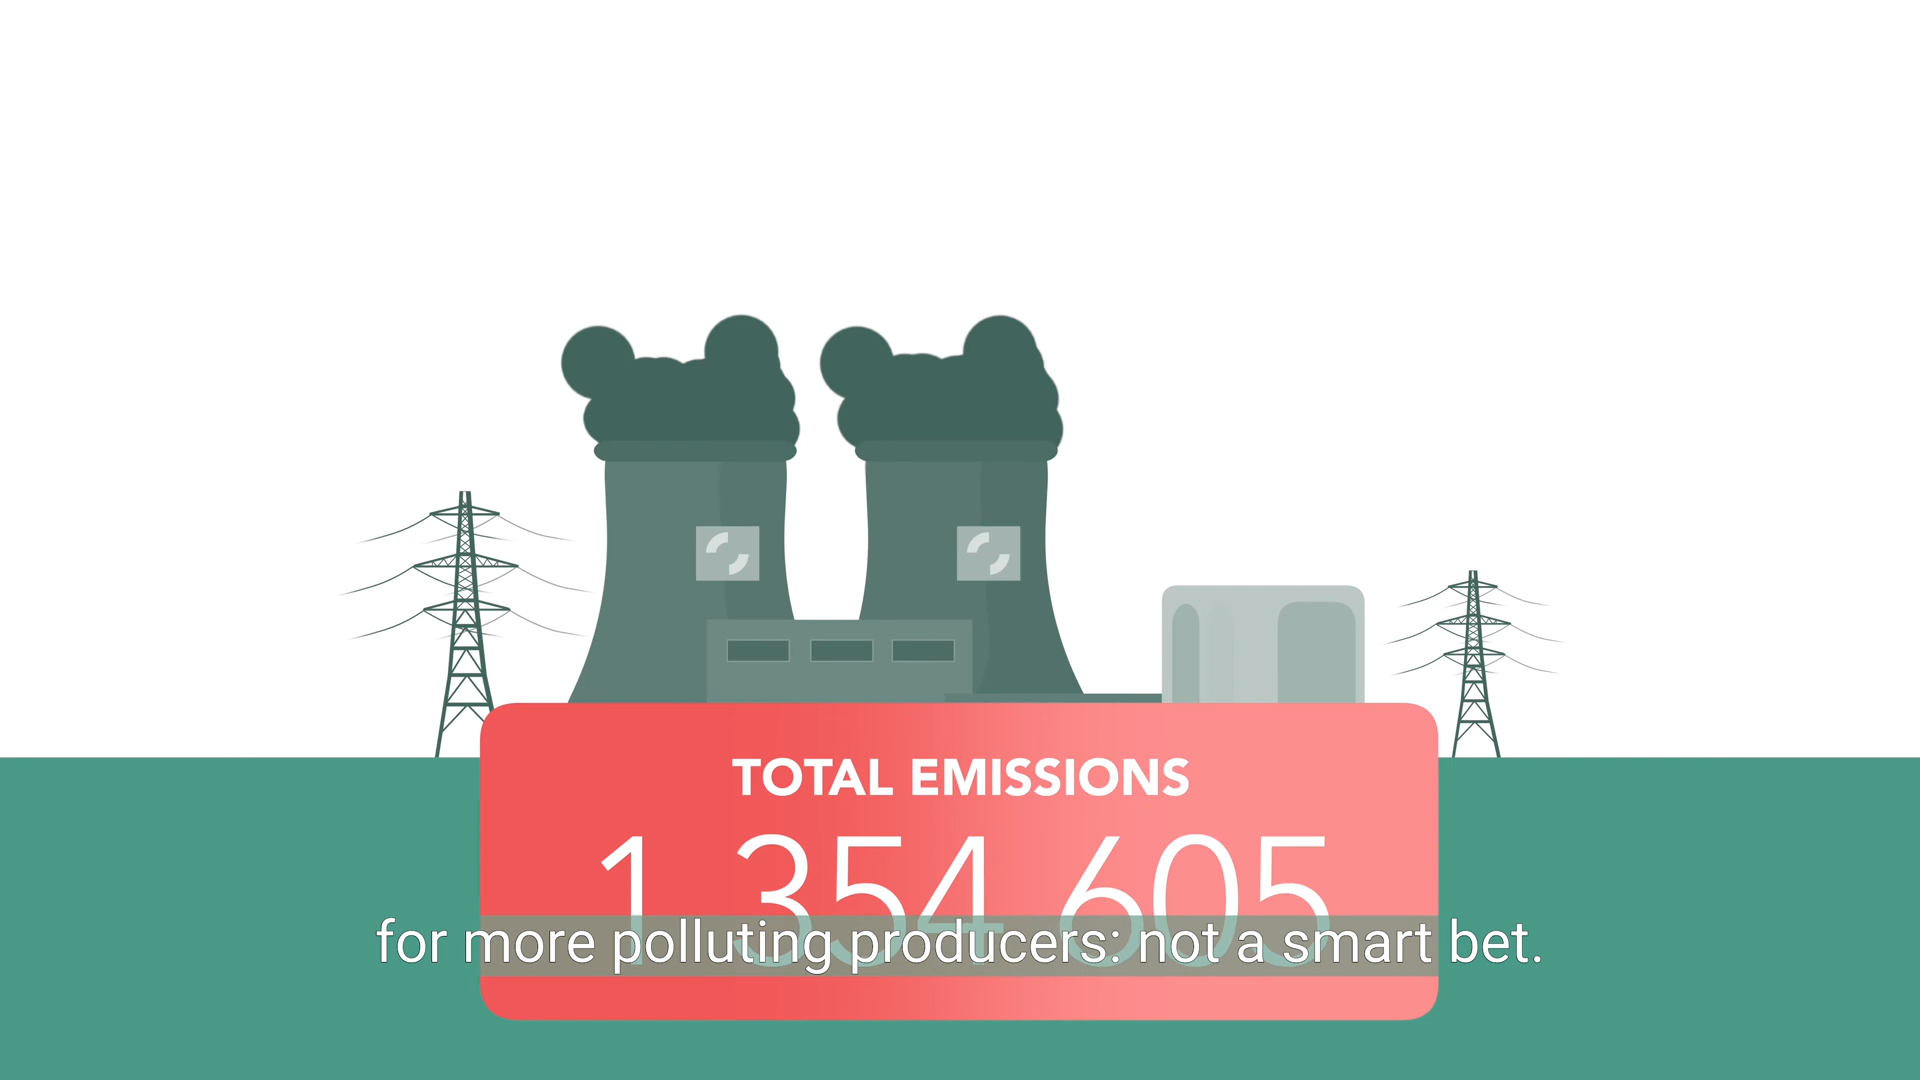 TOTAL EMISSIONS
1 354 605
for more polluting producers: not a smart bet.